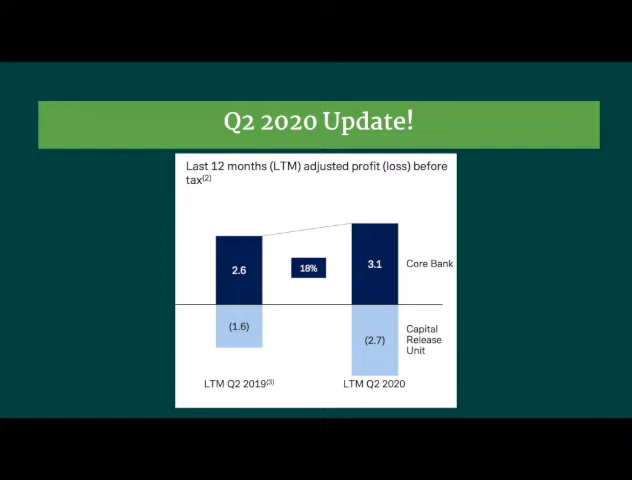 Q2 2020 Update!
Last 12 months (LTM) adjusted profit (loss) before
tax(2)
2.6
18%
3.1
Core Bank
(1.6)
(2.7)
Capital
Release
Unit
LTM Q2 2019(3)
LTM Q2 2020